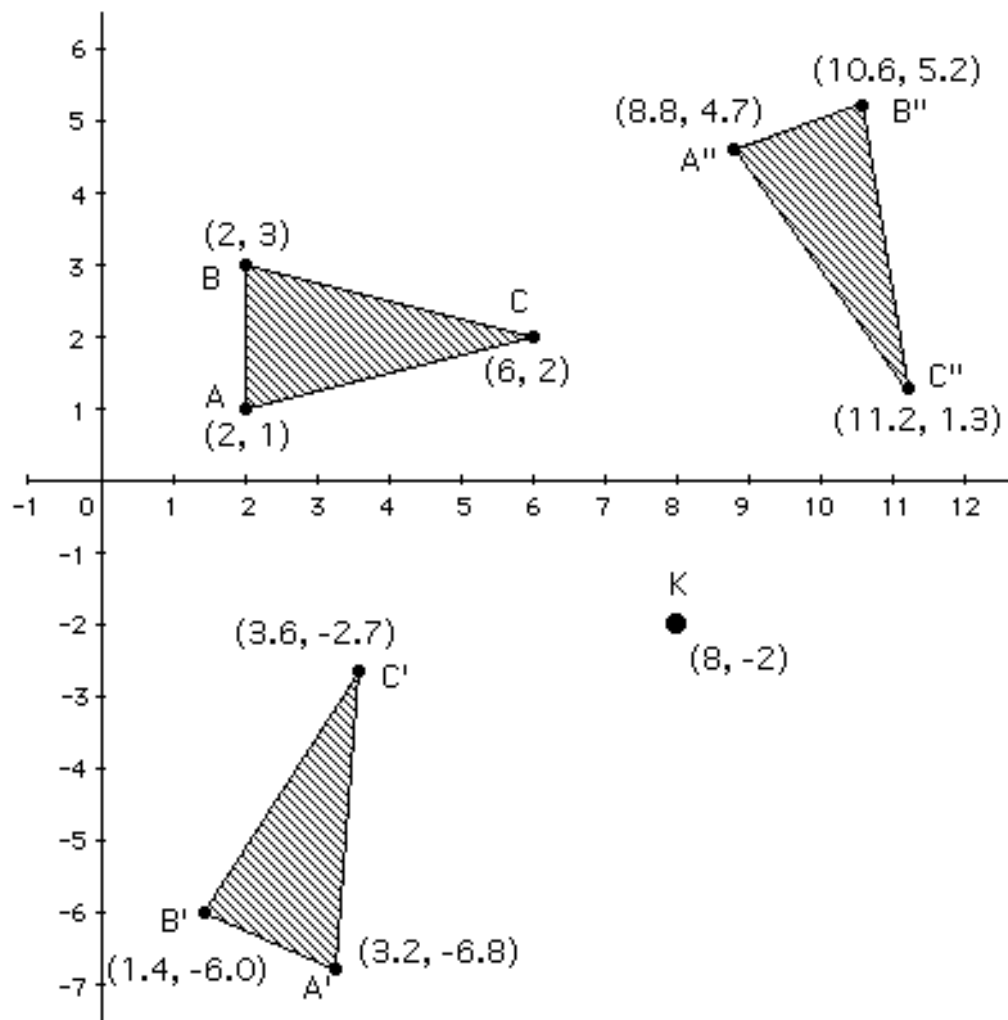 6
(10.6, 5.2)
(8.8, 4.7)
B"
5
A"
4
(2, 3)
3
B
C
2
(6, 2)
C"
A
1
(11.2, 1.3)
(2, 1)
-1 0 1 2 3 4 5 6 7 8 9 10 11 12
-1
K
-2
(3.6, -2.7)
(8, -2)
C'
-3
-4
-5
-6
B'
(3.2, -6.8)
(1.4, -6.0)
A'
-7